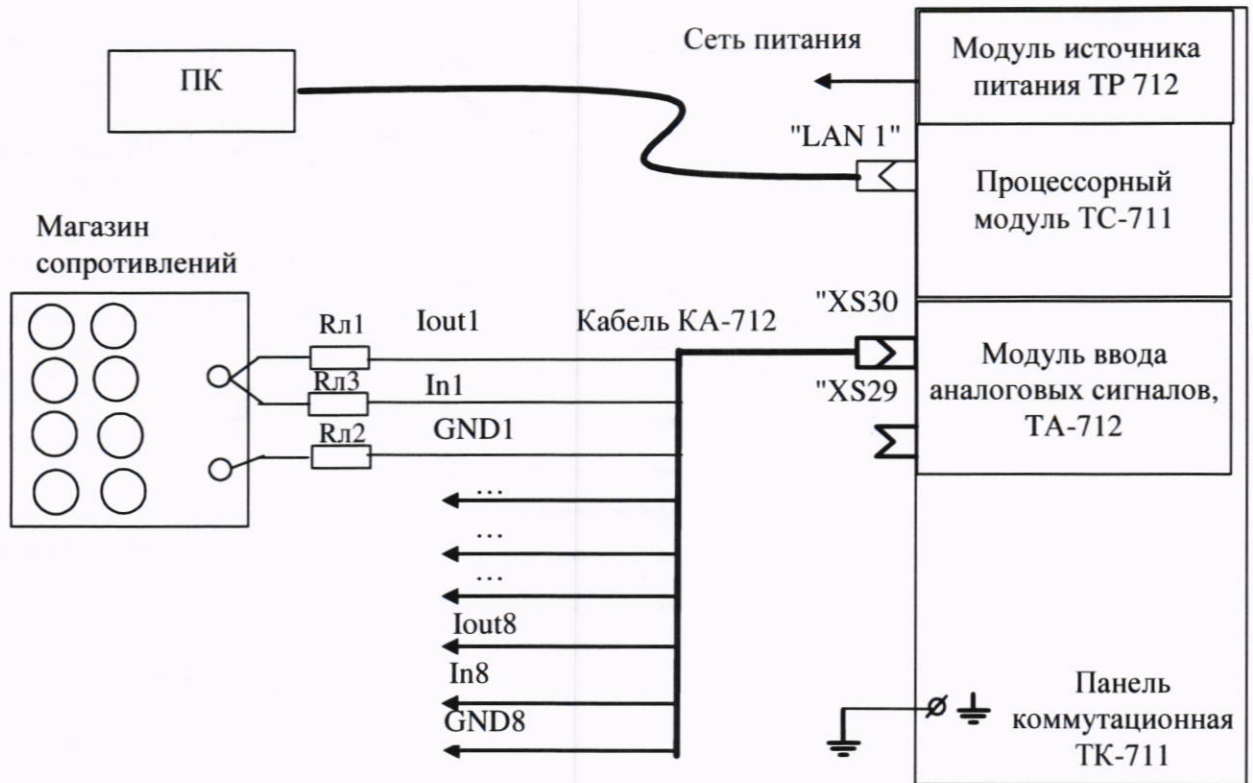 ПК
Сеть питания
Модуль источника
питания ТР 712
"LAN 1"
Процессорный
модуль ТС-711
Магазин
сопротивлений
Rл1
Iout1
Кабель КА-712
"XS30
Rл3
In1
Модуль ввода
аналоговых сигналов,
ТА-712
"XS29
Rл2
GND1
...
...
...
Iout8
In8
GND8
Панель
коммутационная
ТК-711